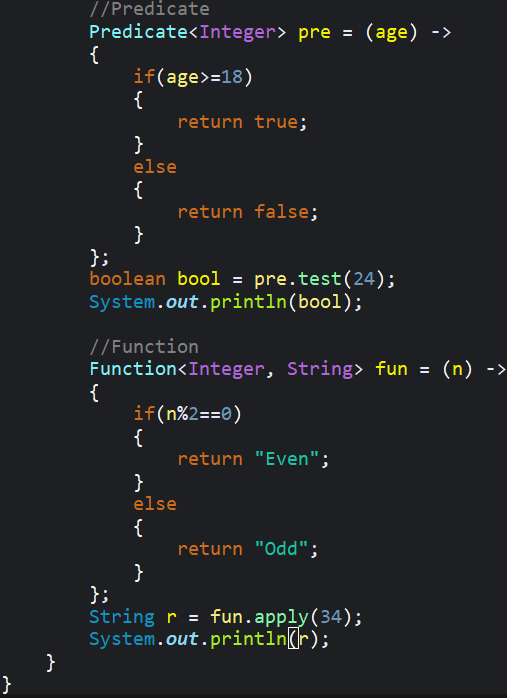 //Predicate
Predicate<Integer> pre = (age) ->
{
if(age>=18)
{
return true;
}
else
{
return false;
}
};
boolean bool = pre.test(24);
System.out.println(bool);
//Function
Function<Integer, String> fun = (n) ->
{
if(n%2==0)
{
return "Even";
}
else
{
return "Odd";
}
};
String r = fun.apply(34);
System.out.println(r);
}
}